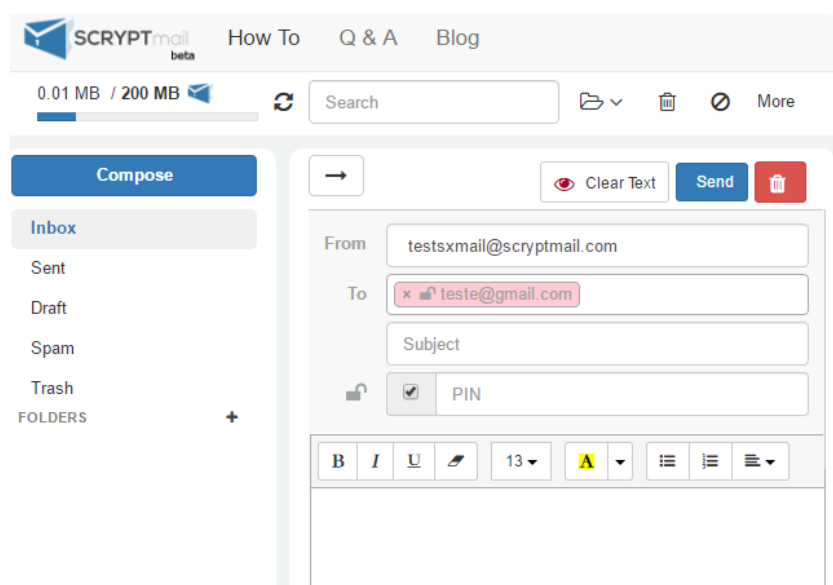 SCRYPTmail
beta
How To Q & A Blog
0.01 MB / 200 MB
Search
More
Compose
Clear Text Send
Inbox
From testsxmail@scryptmail.com
Sent
To × teste@gmail.com
Draft
Subject
Spam
Trash
PIN
FOLDERS +
B I U 13 A